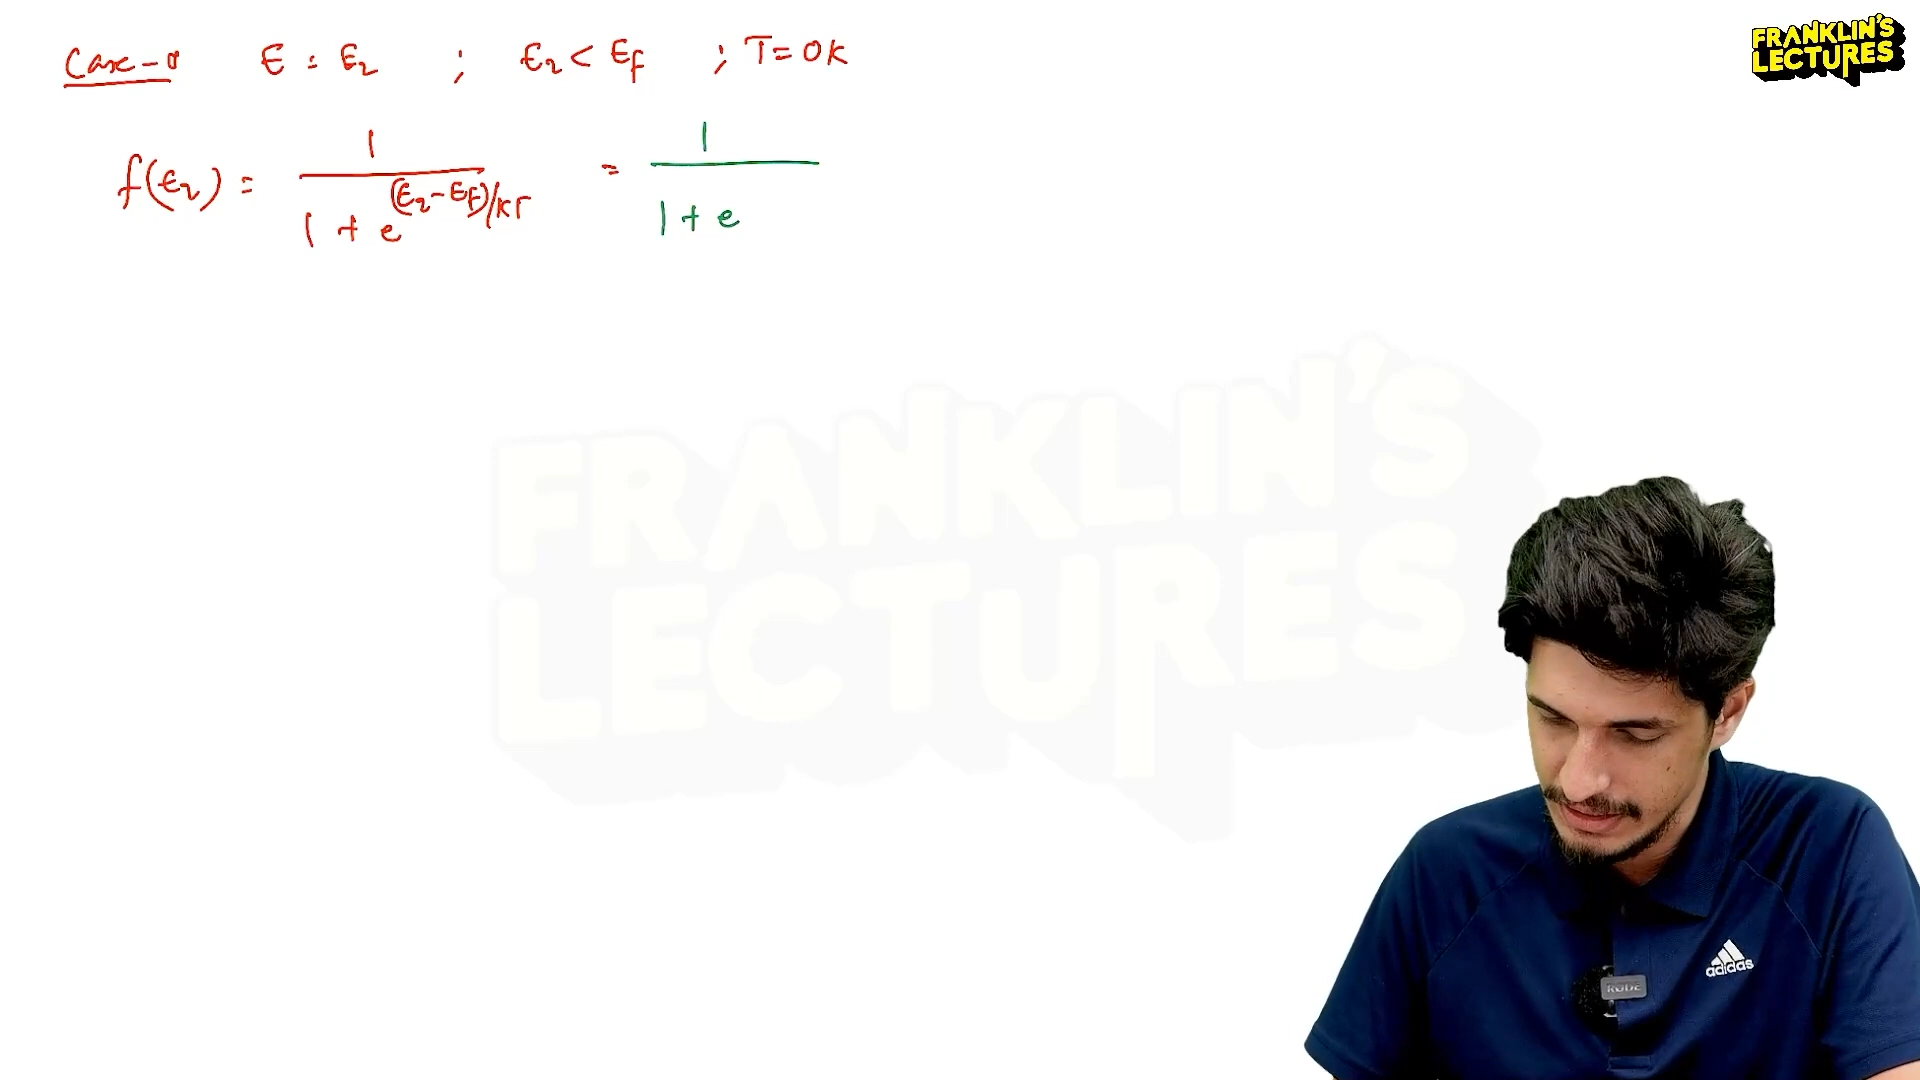 Case-ii E = E₂ ; E₂ < E_F ; T = 0K
f(E₂) = 1 / (1 + e^((E₂ - E_F)/KT)) = 1 / (1 + e
FRANKLIN'S
LECTURES
FRANKLIN'S
LECTURES
adidas
RODE